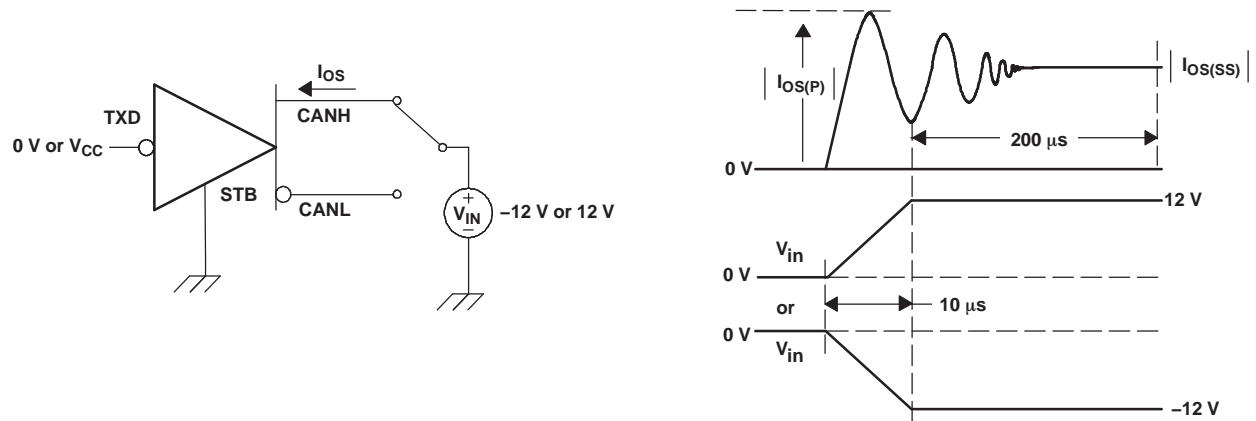 IOS
TXD
CANH
0 V or VCC
STB
CANL
+
VIN
–
–12 V or 12 V
| IOS(P) |
| IOS(SS) |
200 μs
0 V
12 V
Vin
0 V
or
10 μs
0 V
Vin
–12 V